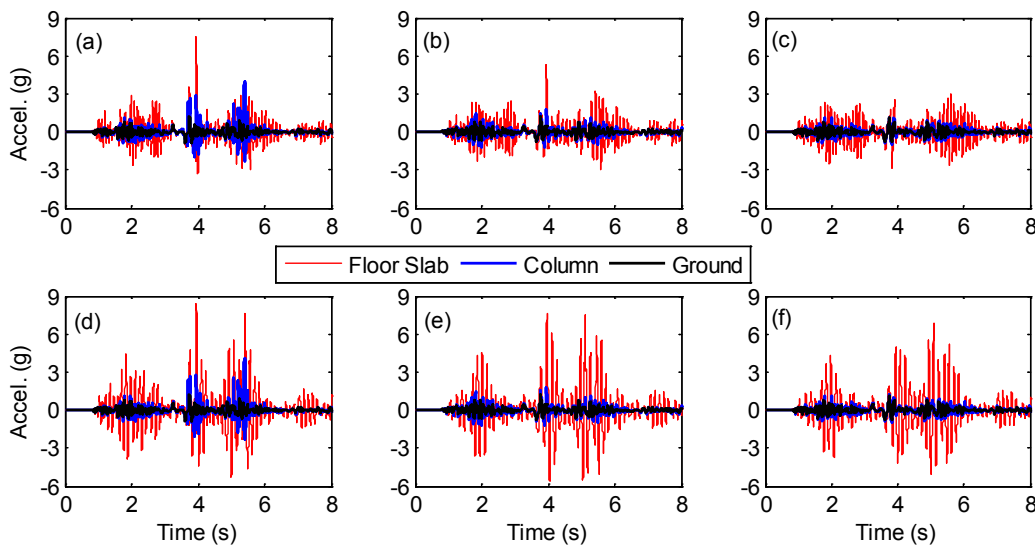 (a) (b) (c)
Accel. (g)
9 6 3 0 -3 -6
0 2 4 6 8
9 6 3 0 -3 -6
0 2 4 6 8
9 6 3 0 -3 -6
0 2 4 6 8
Floor Slab Column Ground
(d) (e) (f)
Accel. (g)
9 6 3 0 -3 -6
0 2 4 6 8
9 6 3 0 -3 -6
0 2 4 6 8
9 6 3 0 -3 -6
0 2 4 6 8
Time (s) Time (s) Time (s)